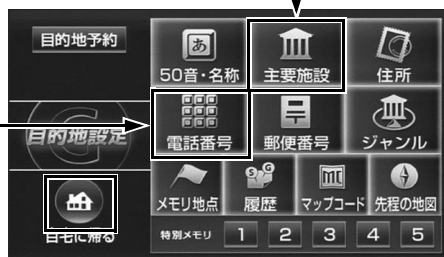 目的地予約
あ
50音・名称
主要施設
住所
G
目的地設定
電話番号
〒
郵便番号
ジャンル
自宅に帰る
メモリ地点
S G
履歴
MC
マップコード
先程の地図
特別メモリ 1 2 3 4 5